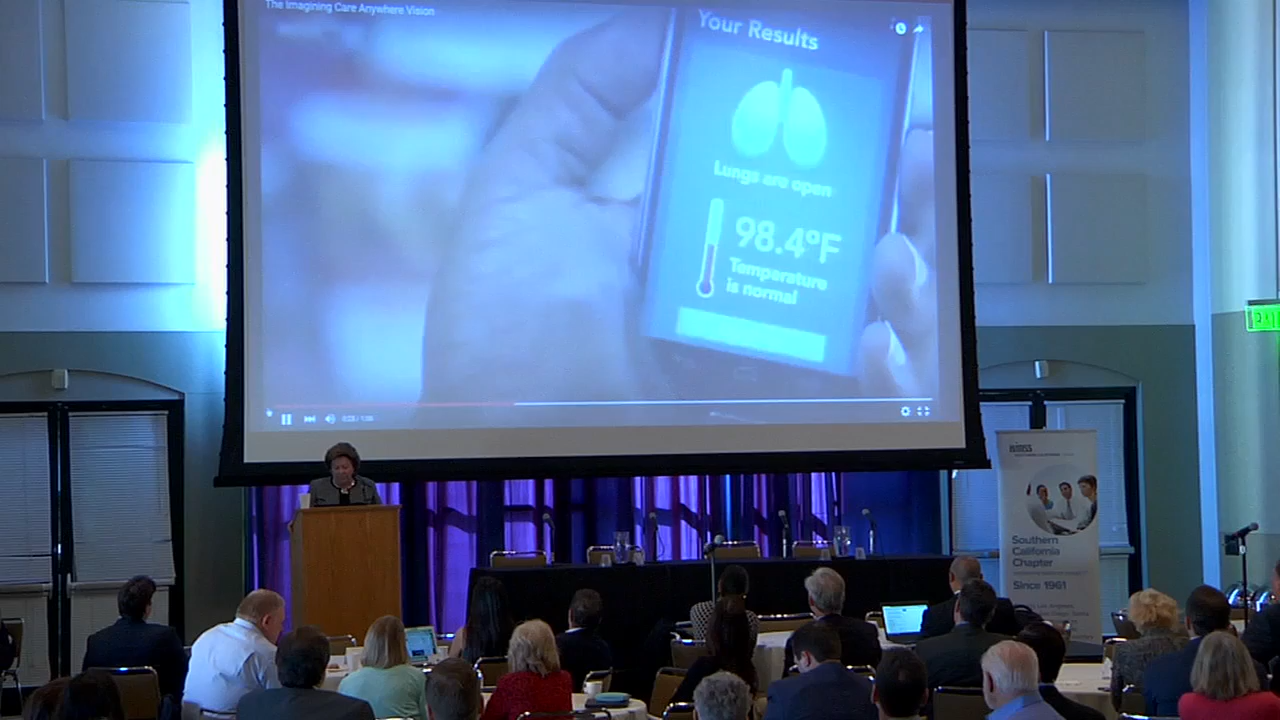 The Imagining Care Anywhere Vision
Your Results
Lungs are open
98.4°F
Temperature
is normal
himss
Southern
California
Chapter
Since 1961